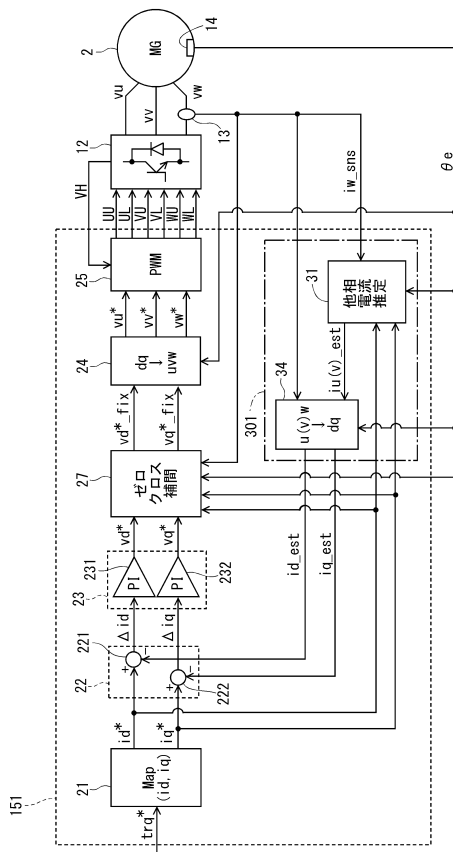 151
trq*
21
Map
(id, iq)
id*
iq*
22
221
222
+
−
+
−
Δid
Δiq
23
231
232
PI
PI
vd*
vq*
27
ゼロ
クロス
補間
vd*_fix
vq*_fix
24
dq
→
uvw
vu*
vv*
vw*
25
PWM
VH
UU
UL
VU
VL
WU
WL
12
vu
vv
vw
13
2
MG
14
id_est
iq_est
301
34
u(v)w
→
dq
iu(v)_est
31
他相
電流
推定
iw_sns
θe